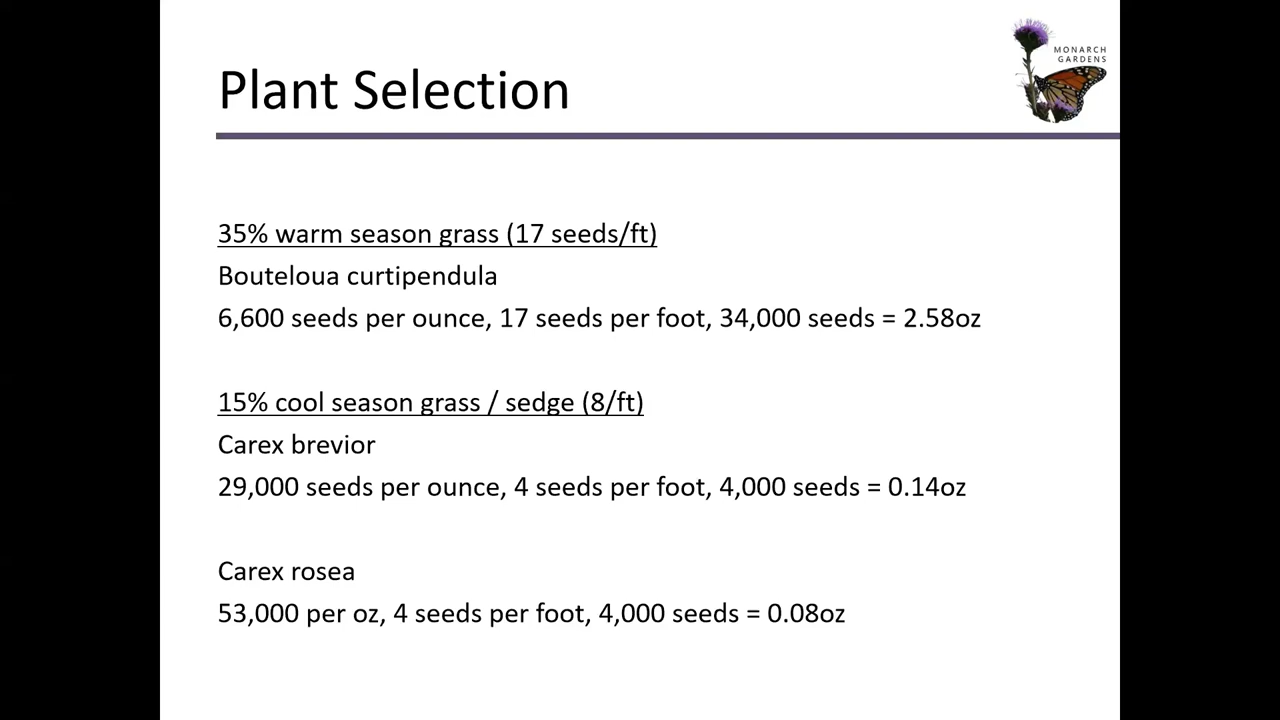 MONARCH
GARDENS
Plant Selection
35% warm season grass (17 seeds/ft)
Bouteloua curtipendula
6,600 seeds per ounce, 17 seeds per foot, 34,000 seeds = 2.58oz
15% cool season grass / sedge (8/ft)
Carex brevior
29,000 seeds per ounce, 4 seeds per foot, 4,000 seeds = 0.14oz
Carex rosea
53,000 per oz, 4 seeds per foot, 4,000 seeds = 0.08oz